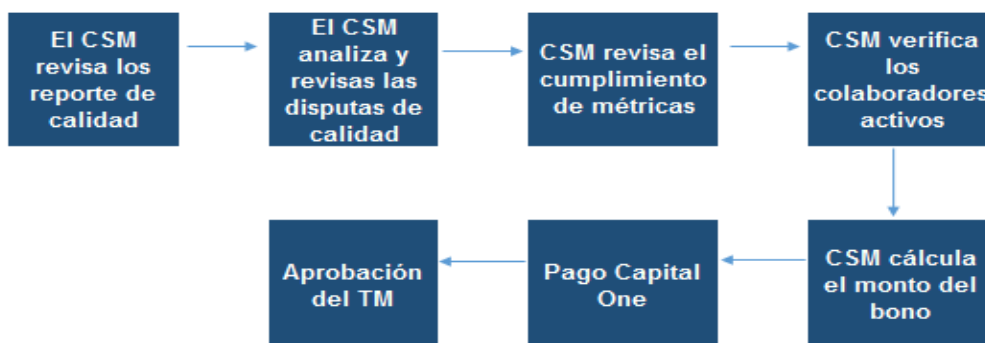 El CSM
revisa los
reporte de
calidad
El CSM
analiza y
revisas las
disputas de
calidad
CSM revisa el
cumplimiento
de métricas
CSM verifica
los
colaboradores
activos
CSM cálcula
el monto del
bono
Pago Capital
One
Aprobación
del TM